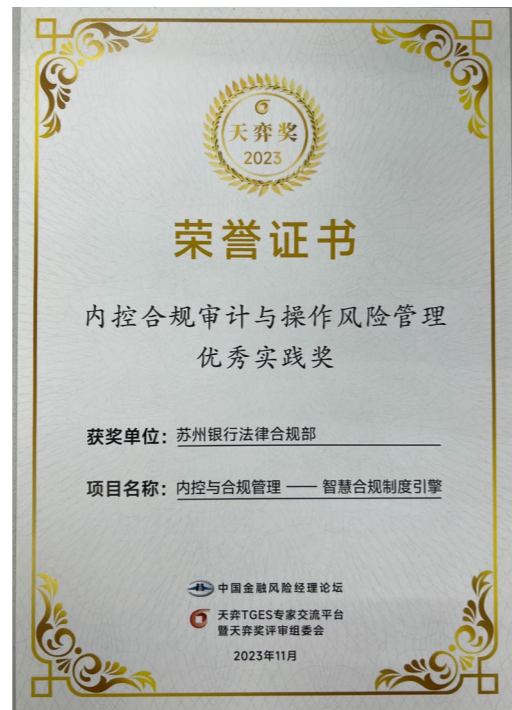 天弈奖
2023
荣誉证书
内控合规审计与操作风险管理
优秀实践奖
获奖单位：苏州银行法律合规部
项目名称：内控与合规管理 —— 智慧合规制度引擎
中国金融风险经理论坛
天弈TGES专家交流平台
暨天弈奖评审组委会
2023年11月